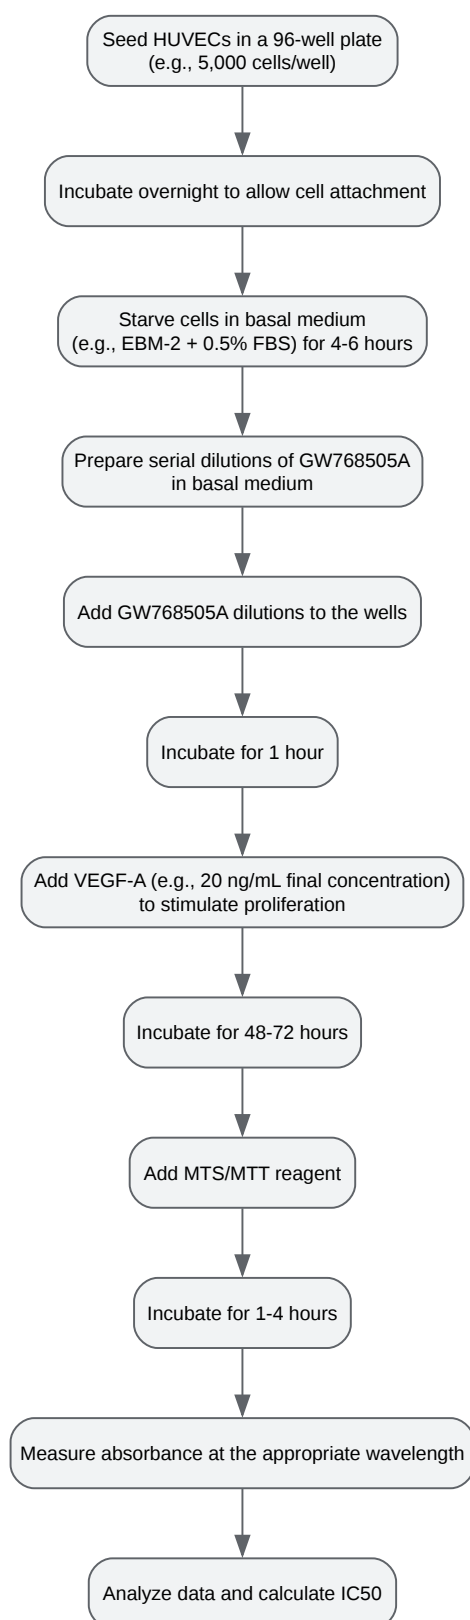 Seed HUVECs in a 96-well plate
(e.g., 5,000 cells/well)
Incubate overnight to allow cell attachment
Starve cells in basal medium
(e.g., EBM-2 + 0.5% FBS) for 4-6 hours
Prepare serial dilutions of GW768505A
in basal medium
Add GW768505A dilutions to the wells
Incubate for 1 hour
Add VEGF-A (e.g., 20 ng/mL final concentration)
to stimulate proliferation
Incubate for 48-72 hours
Add MTS/MTT reagent
Incubate for 1-4 hours
Measure absorbance at the appropriate wavelength
Analyze data and calculate IC50